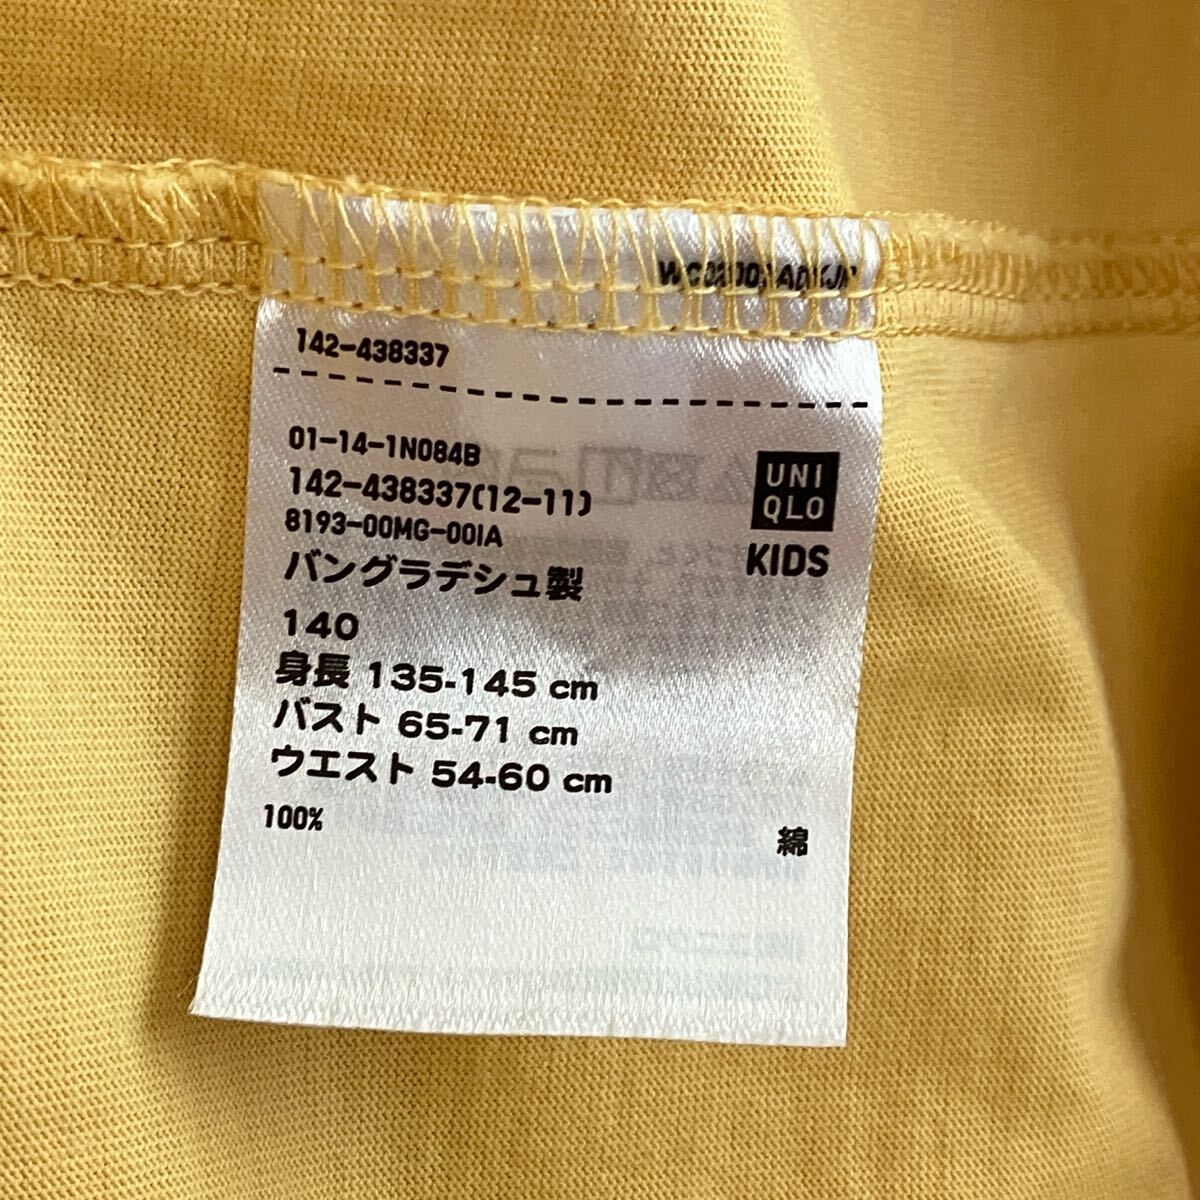 142-438337
01-14-1N084B
142-438337(12-11)
8193-00MG-00IA
バングラデシュ製
140
身長 135-145 cm
バスト 65-71 cm
ウエスト 54-60 cm
100% 綿
UNI
QLO
KIDS